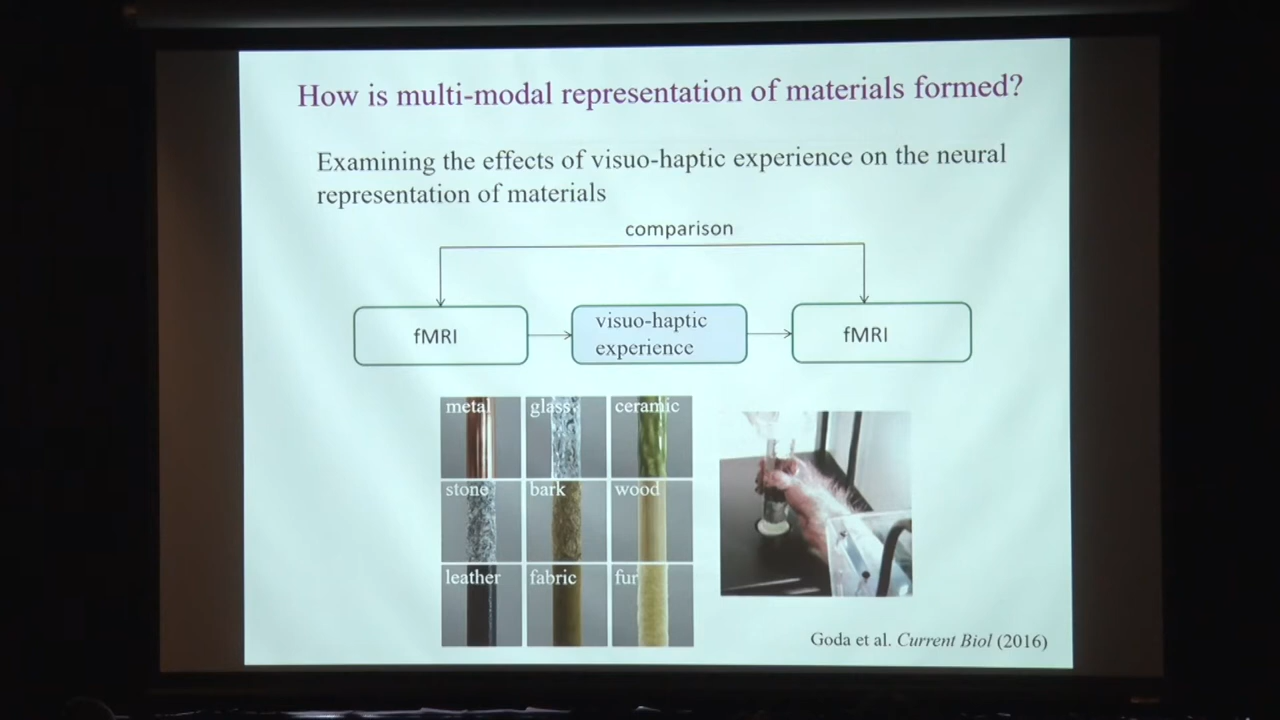 How is multi-modal representation of materials formed?
Examining the effects of visuo-haptic experience on the neural
representation of materials
comparison
fMRI
visuo-haptic
experience
fMRI
metal
glass
ceramic
stone
bark
wood
leather
fabric
fur
Goda et al. Current Biol (2016)